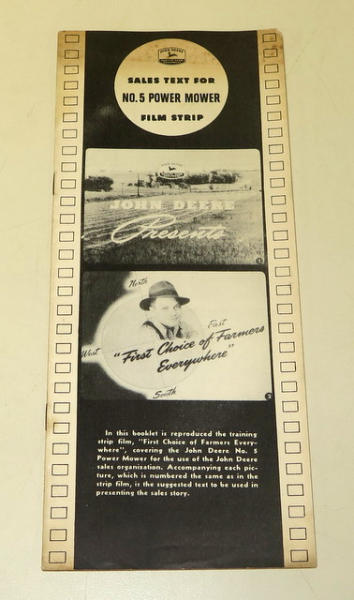 JOHN DEERE
SALES TEXT FOR
NO. 5 POWER MOWER
FILM STRIP
JOHN DEERE
Presents
North
East
West
"First Choice of Farmers
Everywhere"
South
In this booklet is reproduced the training
strip film, "First Choice of Farmers Every-
where", covering the John Deere No. 5
Power Mower for the use of the John Deere
sales organization. Accompanying each pic-
ture, which is numbered the same as in the
strip film, is the suggested text to be used in
presenting the sales story.